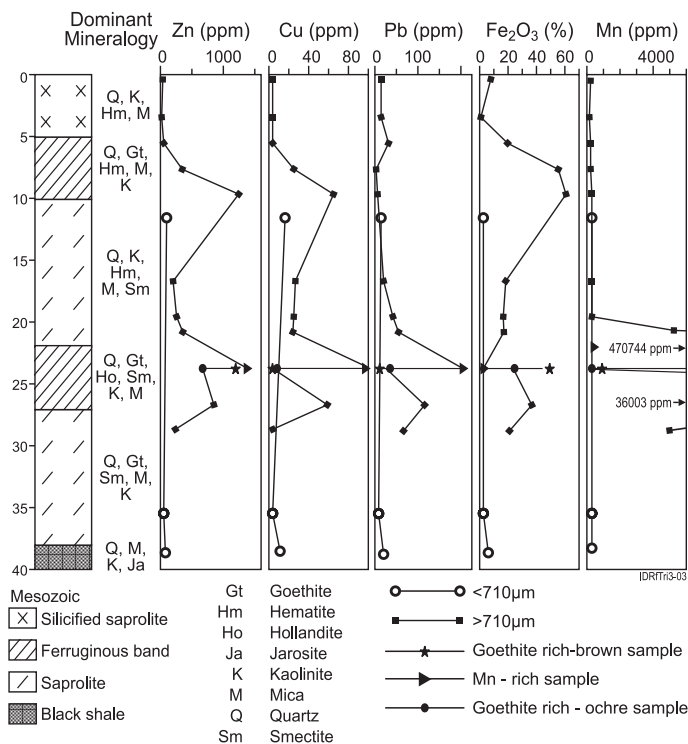 Dominant
Mineralogy
Zn (ppm)
Cu (ppm)
Pb (ppm)
Fe₂O₃ (%)
Mn (ppm)
0 1000
0 40 80
0 100
0 20 40 60
0 4000
0
5
10
15
20
25
30
35
40
Q, K,
Hm, M
Q, Gt,
Hm, M,
K
Q, K,
Hm,
M, Sm
Q, Gt,
Ho, Sm,
K, M
Q, Gt,
Sm, M,
K
Q, M,
K, Ja
470744 ppm
36003 ppm
IDRfTri3-03
Mesozoic
Silicified saprolite
Ferruginous band
Saprolite
Black shale
Gt Goethite
Hm Hematite
Ho Hollandite
Ja Jarosite
K Kaolinite
M Mica
Q Quartz
Sm Smectite
<710µm
>710µm
Goethite rich-brown sample
Mn - rich sample
Goethite rich - ochre sample